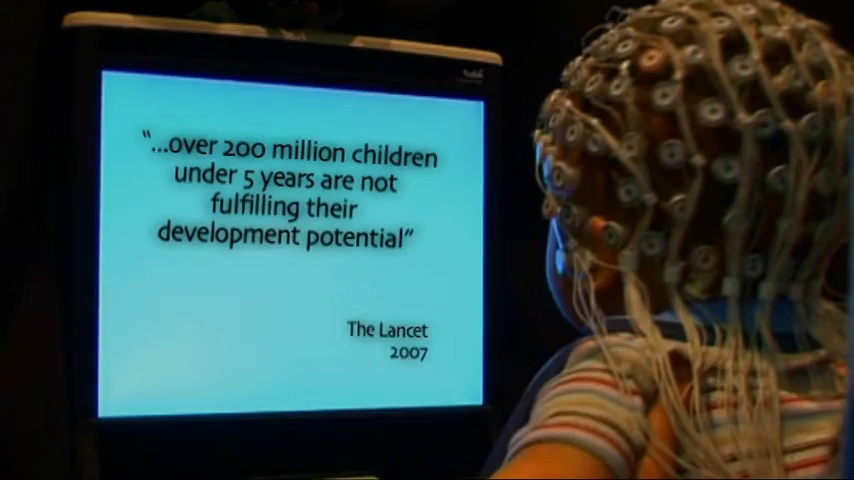 “...over 200 million children
under 5 years are not
fulfilling their
development potential”
The Lancet
2007